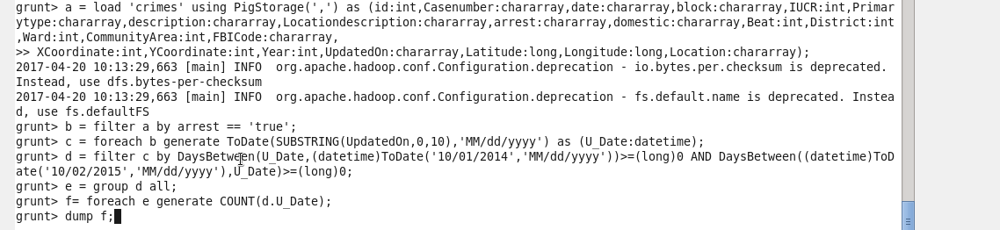 grunt> a = load 'crimes' using PigStorage(',') as (id:int,Casenumber:chararray,date:chararray,block:chararray,IUCR:int,Primar
ytype:chararray,description:chararray,Locationdescription:chararray,arrest:chararray,domestic:chararray,Beat:int,District:int
,Ward:int,CommunityArea:int,FBICode:chararray,
>> XCoordinate:int,YCoordinate:int,Year:int,UpdatedOn:chararray,Latitude:long,Longitude:long,Location:chararray);
2017-04-20 10:13:29,663 [main] INFO  org.apache.hadoop.conf.Configuration.deprecation - io.bytes.per.checksum is deprecated.
Instead, use dfs.bytes-per-checksum
2017-04-20 10:13:29,663 [main] INFO  org.apache.hadoop.conf.Configuration.deprecation - fs.default.name is deprecated. Instea
d, use fs.defaultFS
grunt> b = filter a by arrest == 'true';
grunt> c = foreach b generate ToDate(SUBSTRING(UpdatedOn,0,10),'MM/dd/yyyy') as (U_Date:datetime);
grunt> d = filter c by DaysBetween(U_Date,(datetime)ToDate('10/01/2014','MM/dd/yyyy'))>=(long)0 AND DaysBetween((datetime)ToD
ate('10/02/2015','MM/dd/yyyy'),U_Date)>=(long)0;
grunt> e = group d all;
grunt> f= foreach e generate COUNT(d.U_Date);
grunt> dump f;